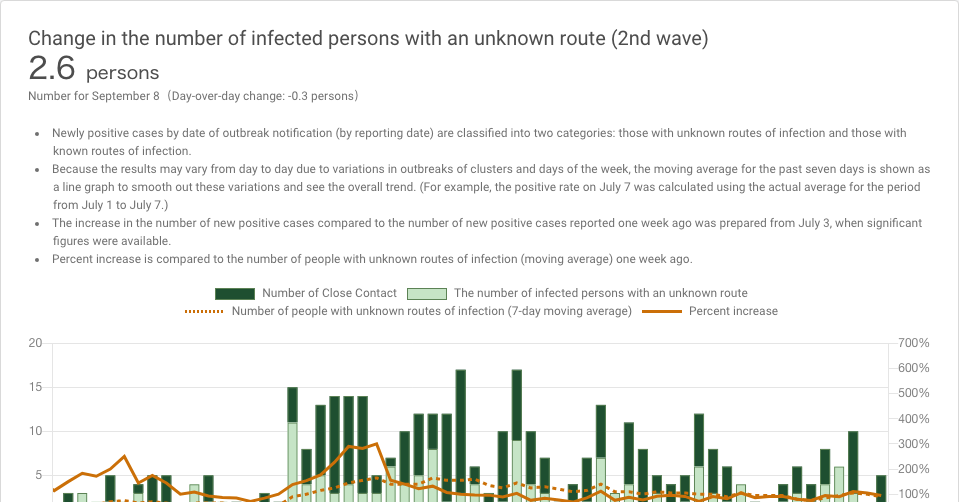 Change in the number of infected persons with an unknown route (2nd wave)
2.6 persons
Number for September 8 （Day-over-day change: -0.3 persons）
• Newly positive cases by date of outbreak notification (by reporting date) are classified into two categories: those with unknown routes of infection and those with
known routes of infection.
• Because the results may vary from day to day due to variations in outbreaks of clusters and days of the week, the moving average for the past seven days is shown as
a line graph to smooth out these variations and see the overall trend. (For example, the positive rate on July 7 was calculated using the actual average for the period
from July 1 to July 7.)
• The increase in the number of new positive cases compared to the number of new positive cases reported one week ago was prepared from July 3, when significant
figures were available.
• Percent increase is compared to the number of people with unknown routes of infection (moving average) one week ago.
Number of Close Contact The number of infected persons with an unknown route
Number of people with unknown routes of infection (7-day moving average) Percent increase
20 700%
600%
15 500%
400%
10 300%
200%
5 100%